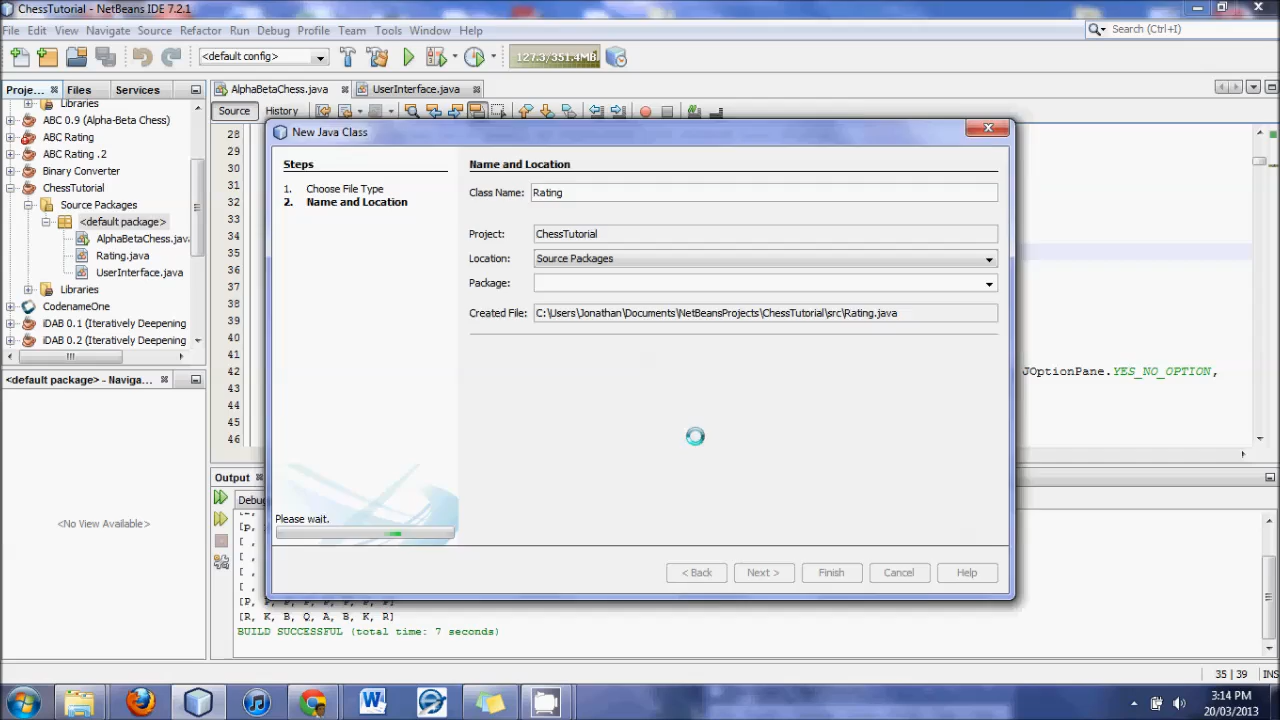 ChessTutorial - NetBeans IDE 7.2.1
File Edit View Navigate Source Refactor Run Debug Profile Team Tools Window Help
Search (Ctrl+I)
<default config>
127.3/351.4MB
Proje...
Files
Services
AlphaBetaChess.java
UserInterface.java
Source
History
Libraries
ABC 0.9 (Alpha-Beta Chess)
ABC Rating
ABC Rating .2
Binary Converter
ChessTutorial
Source Packages
<default package>
AlphaBetaChess.java
Rating.java
UserInterface.java
Libraries
CodenameOne
iDAB 0.1 (Iteratively Deepening
iDAB 0.2 (Iteratively Deepening
<default package> - Naviga...
<No View Available>
28
29
30
31
32
33
34
35
36
37
38
39
40
41
42
43
44
45
46
JOptionPane.YES_NO_OPTION,
New Java Class
Steps
1. Choose File Type
2. Name and Location
Name and Location
Class Name: Rating
Project: ChessTutorial
Location: Source Packages
Package:
Created File: C:\Users\Jonathan\Documents\NetBeansProjects\ChessTutorial\src\Rating.java
Please wait.
< Back
Next >
Finish
Cancel
Help
Output
Debug
[R, K, B, Q, A, B, K, R]
BUILD SUCCESSFUL (total time: 7 seconds)
35 | 39
INS
3:14 PM
20/03/2013